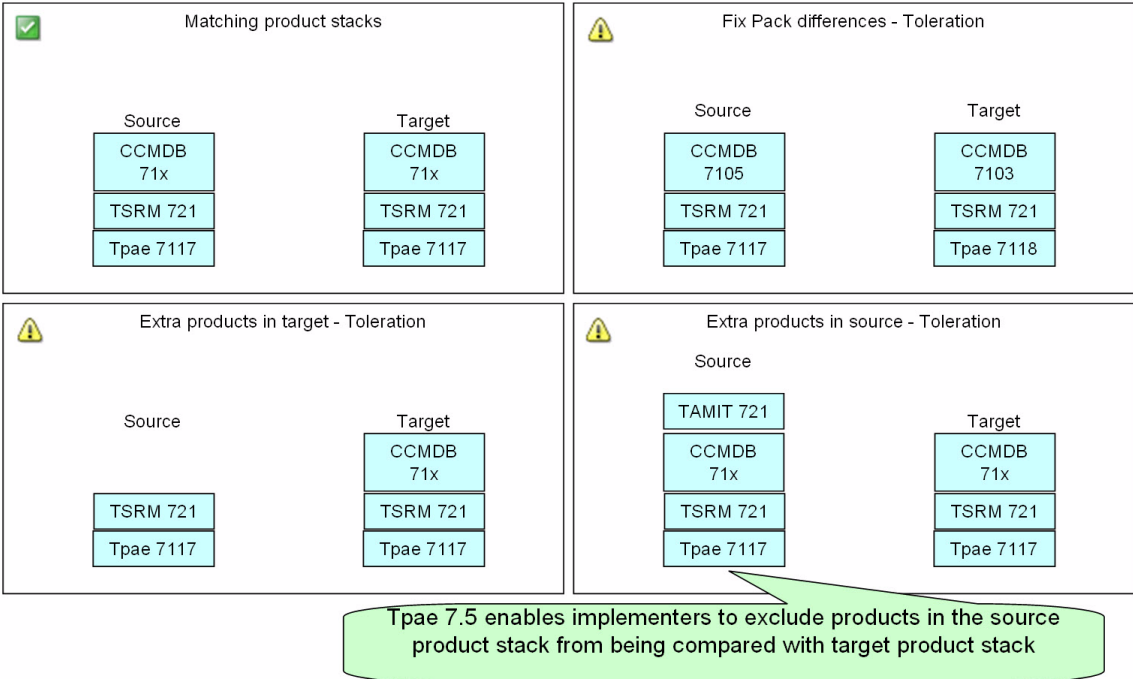 Matching product stacks
Source
CCMDB
71x
TSRM 721
Tpae 7117
Target
CCMDB
71x
TSRM 721
Tpae 7117
Fix Pack differences - Toleration
Source
CCMDB
7105
TSRM 721
Tpae 7117
Target
CCMDB
7103
TSRM 721
Tpae 7118
Extra products in target - Toleration
Source
TSRM 721
Tpae 7117
Target
CCMDB
71x
TSRM 721
Tpae 7117
Extra products in source - Toleration
Source
TAMIT 721
CCMDB
71x
TSRM 721
Tpae 7117
Target
CCMDB
71x
TSRM 721
Tpae 7117
Tpae 7.5 enables implementers to exclude products in the source
product stack from being compared with target product stack